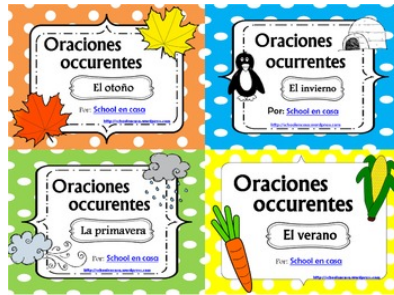 Oraciones
occurentes
El otoño
Por: School en casa
Oraciones
ocurrentes
El invierno
Por: School en casa
Oraciones
occurentes
La primavera
Por: School en casa
Oraciones
occurentes
El verano
Por: School en casa